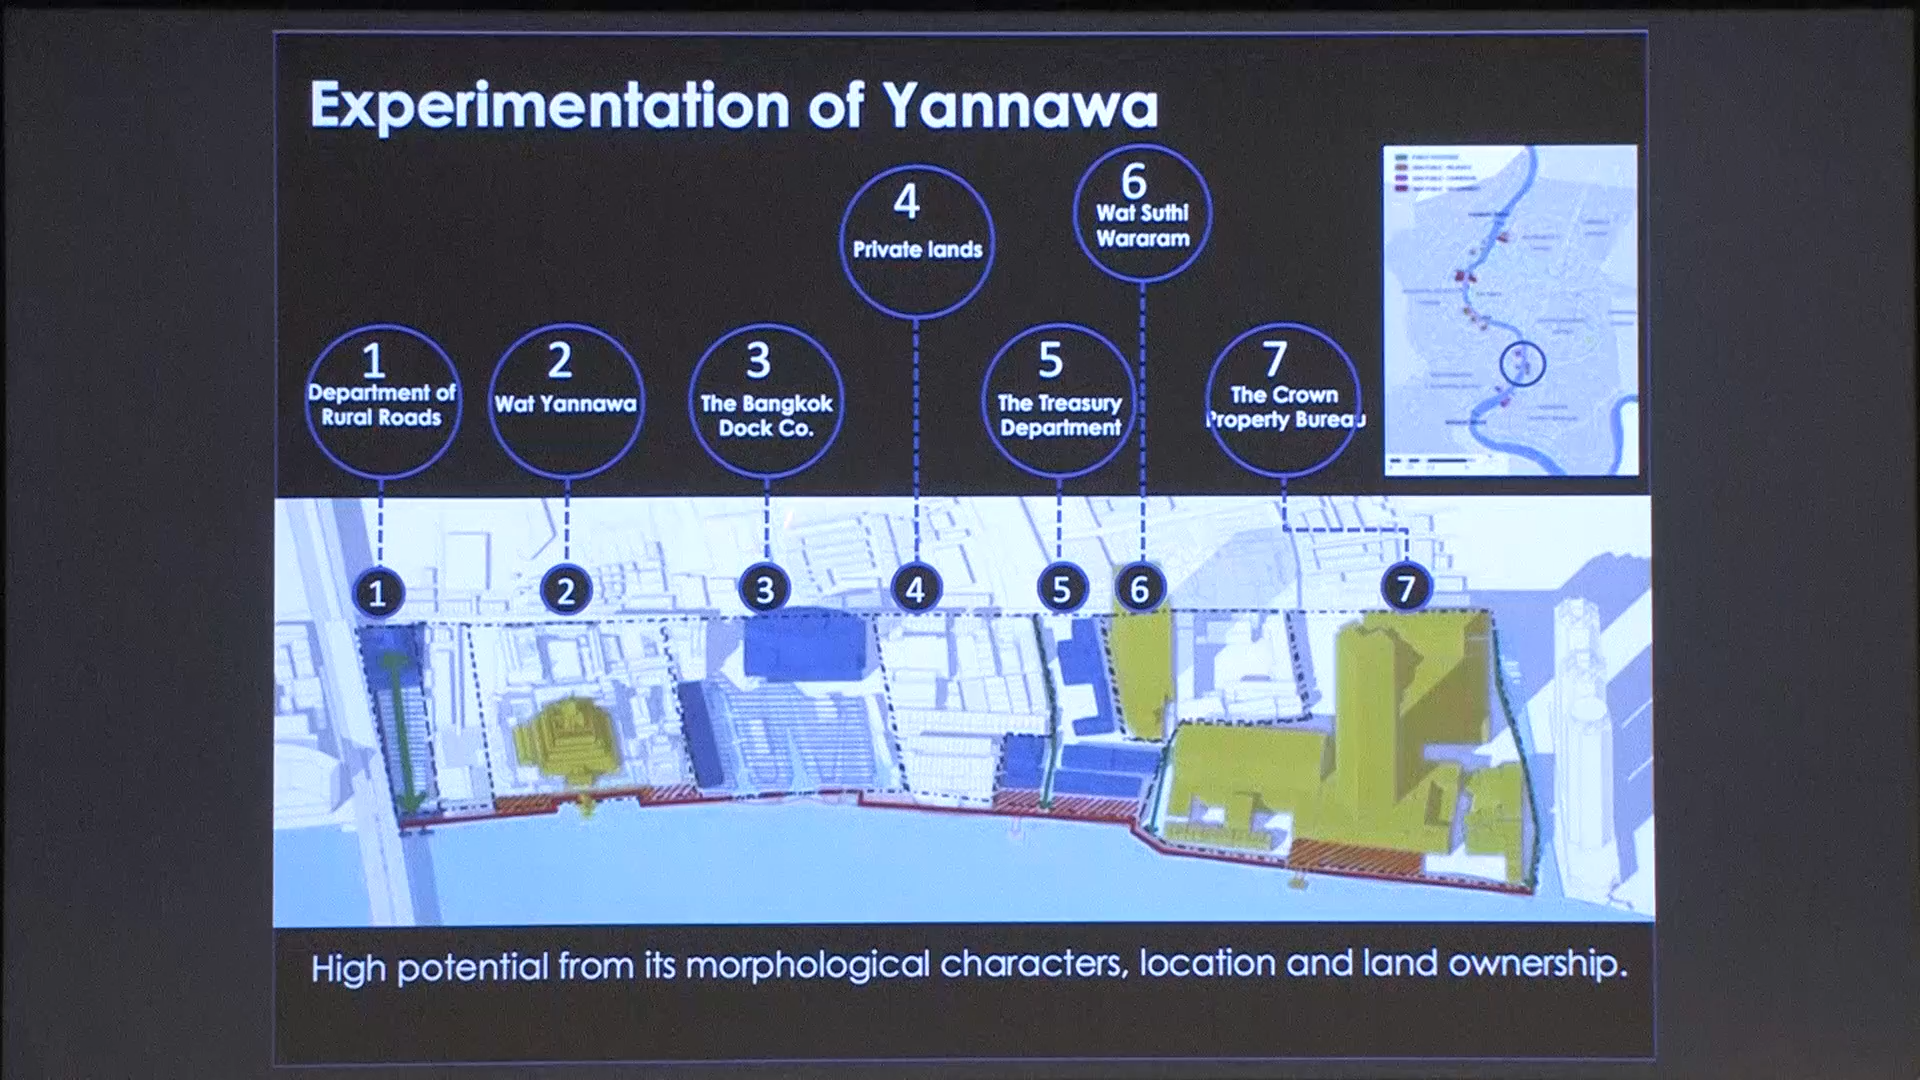 Experimentation of Yannawa
4
Private lands
6
Wat Suthi
Wararam
1
Department of
Rural Roads
2
Wat Yannawa
3
The Bangkok
Dock Co.
5
The Treasury
Department
7
The Crown
Property Bureau
1
2
3
4
5
6
7
High potential from its morphological characters, location and land ownership.